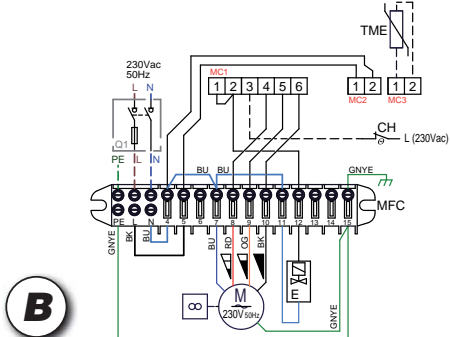 TME
230Vac
50Hz
L N
MC1
1 2 3 4 5 6
1 2
MC2
1 2
MC3
Q1
CH
L (230Vac)
PE L N
BU BU
GNYE
MFC
PE L N 4 5 6 7 8 9 10 11 12 13 14 15
GNYE BK BU BU RD OG BK
GNYE
8
M
230V 50Hz
E
B